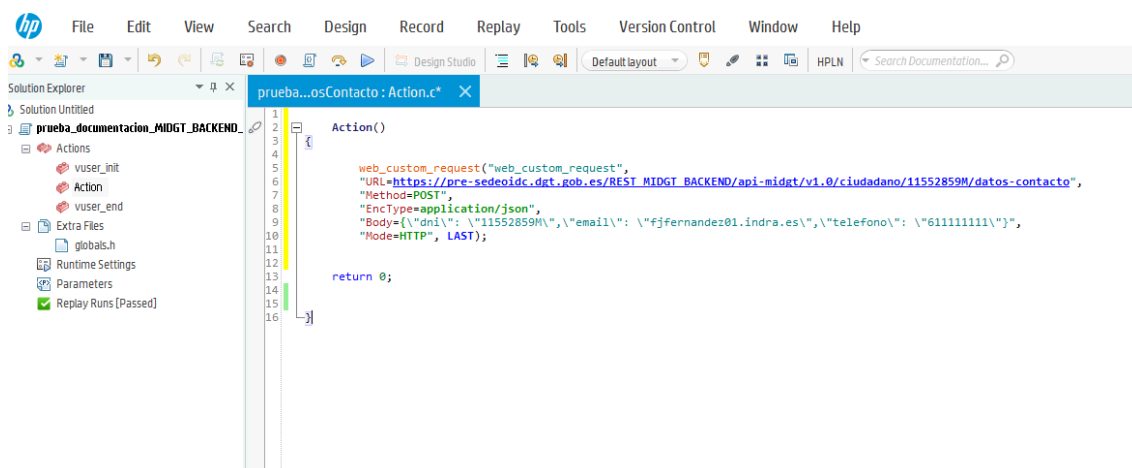 hp File Edit View Search Design Record Replay Tools Version Control Window Help
Design Studio Default layout HPLN Search Documentation...
Solution Explorer
prueba...osContacto : Action.c*
Solution Untitled
prueba_documentacion_MIDGT_BACKEND_
Actions
vuser_init
Action
vuser_end
Extra Files
globals.h
Runtime Settings
Parameters
Replay Runs [Passed]
1
2 Action()
3 {
4
5 web_custom_request("web_custom_request",
6 "URL=https://pre-sedeoidc.dgt.gob.es/REST_MIDGT_BACKEND/api-midgt/v1.0/ciudadano/11552859M/datos-contacto",
7 "Method=POST",
8 "EncType=application/json",
9 "Body={\"dni\": \"11552859M\",\"email\": \"fjfernandez01.indra.es\",\"telefono\": \"611111111\"}",
10 "Mode=HTTP", LAST);
11
12
13 return 0;
14
15
16 }